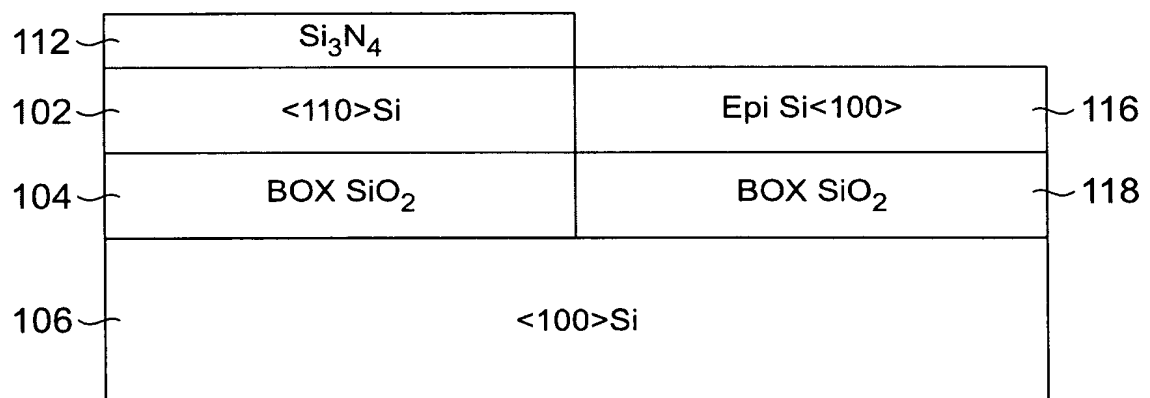 112 Si₃N₄
102 <110>Si Epi Si<100> 116
104 BOX SiO₂ BOX SiO₂ 118
106 <100>Si